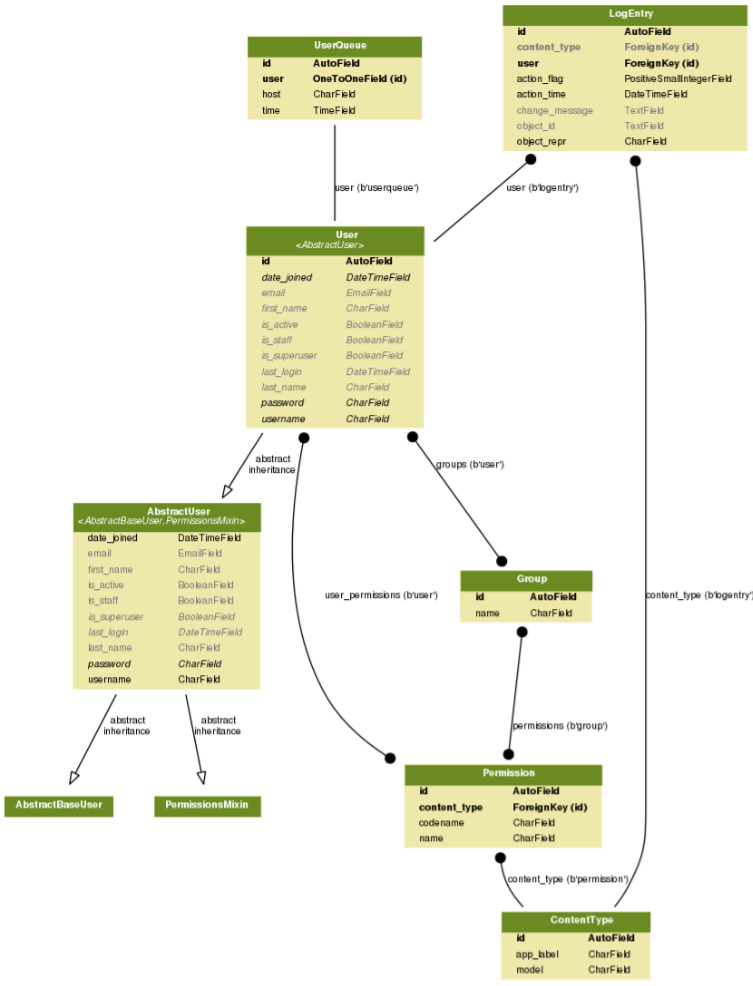 LogEntry
id AutoField
content_type ForeignKey (id)
user ForeignKey (id)
action_flag PositiveSmallIntegerField
action_time DateTimeField
change_message TextField
object_id TextField
object_repr CharField
UserQueue
id AutoField
user OneToOneField (id)
host CharField
time TimeField
user (b'userqueue')
user (b'logentry')
User
<AbstractUser>
id AutoField
date_joined DateTimeField
email EmailField
first_name CharField
is_active BooleanField
is_staff BooleanField
is_superuser BooleanField
last_login DateTimeField
last_name CharField
password CharField
username CharField
abstract
inheritance
groups (b'user')
AbstractUser
<AbstractBaseUser,PermissionsMixin>
date_joined DateTimeField
email EmailField
first_name CharField
is_active BooleanField
is_staff BooleanField
is_superuser BooleanField
last_login DateTimeField
last_name CharField
password CharField
username CharField
user_permissions (b'user')
Group
id AutoField
name CharField
content_type (b'logentry')
abstract
inheritance
abstract
inheritance
permissions (b'group')
AbstractBaseUser
PermissionsMixin
Permission
id AutoField
content_type ForeignKey (id)
codename CharField
name CharField
content_type (b'permission')
ContentType
id AutoField
app_label CharField
model CharField